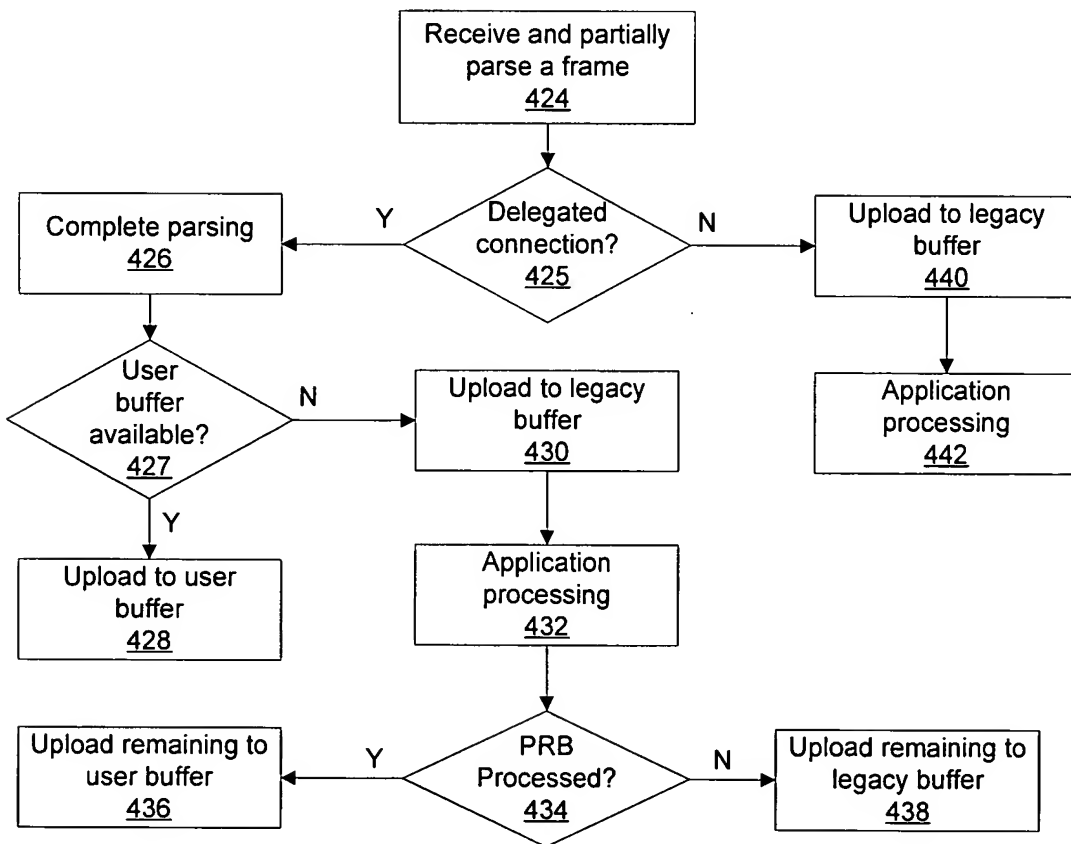 Receive and partially
parse a frame
424
Delegated
connection?
425
Y
N
Complete parsing
426
Upload to legacy
buffer
440
User
buffer
available?
427
N
Y
Upload to legacy
buffer
430
Application
processing
442
Upload to user
buffer
428
Application
processing
432
PRB
Processed?
434
Y
N
Upload remaining to
user buffer
436
Upload remaining to
legacy buffer
438